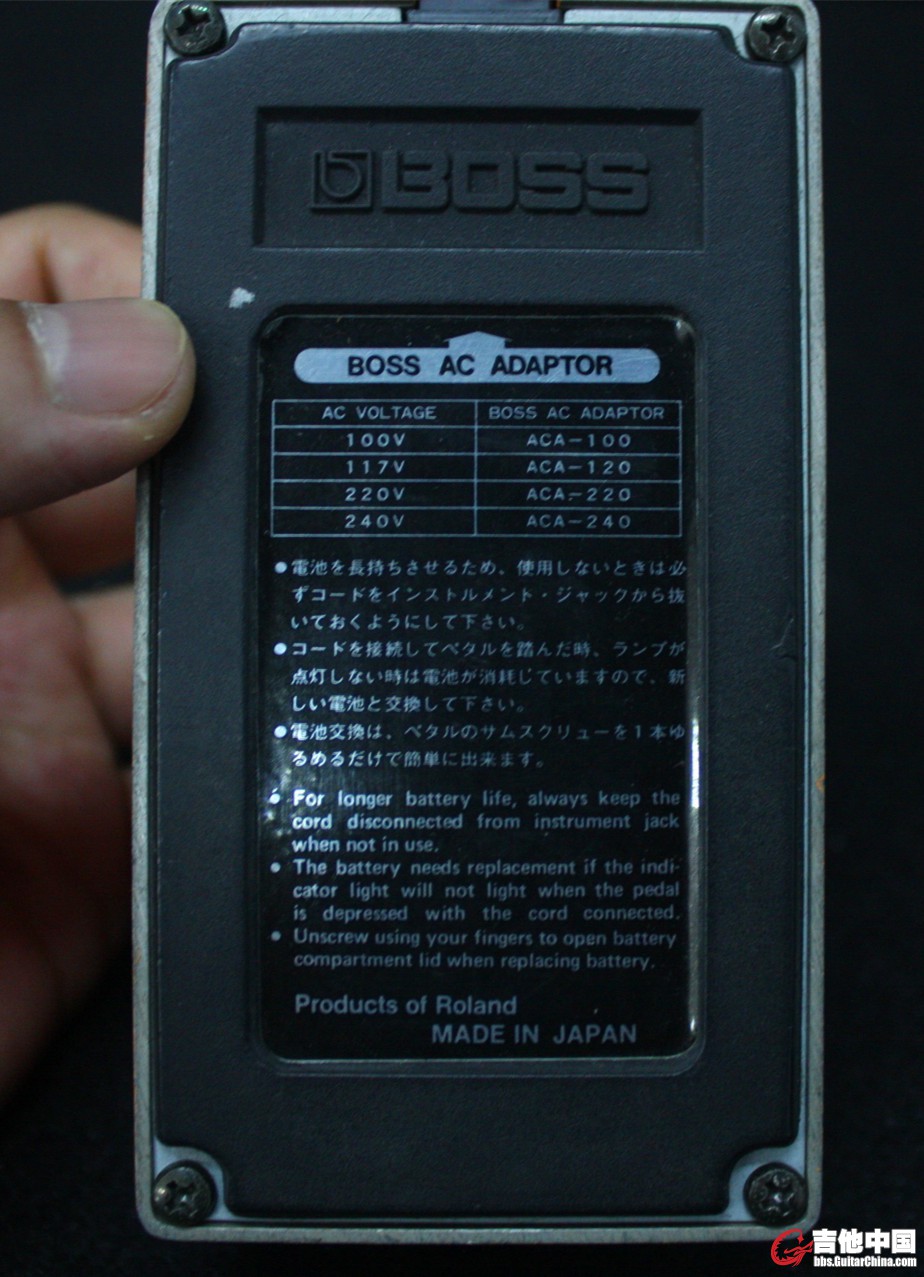 BOSS
BOSS AC ADAPTOR
AC VOLTAGE BOSS AC ADAPTOR
100V ACA-100
117V ACA-120
220V ACA-220
240V ACA-240
●電池を長持ちさせるため、使用しないときは必
ずコードをインストルメント・ジャックから抜
いておくようにして下さい。
●コードを接続してペタルを踏んだ時、ランプが
点灯しない時は電池が消耗じていますので、新
しい電池と交換して下さい。
●電池交換は、ペタルのサムスクリューを1本ゆ
るめるだけで簡単に出来ます。
● For longer battery life, always keep the
cord disconnected from instrument jack
when not in use.
● The battery needs replacement if the indi-
cator light will not light when the pedal
is depressed with the cord connected.
● Unscrew using your fingers to open battery
compartment lid when replacing battery.
Products of Roland
MADE IN JAPAN
吉他中国
bbs.GuitarChina.com